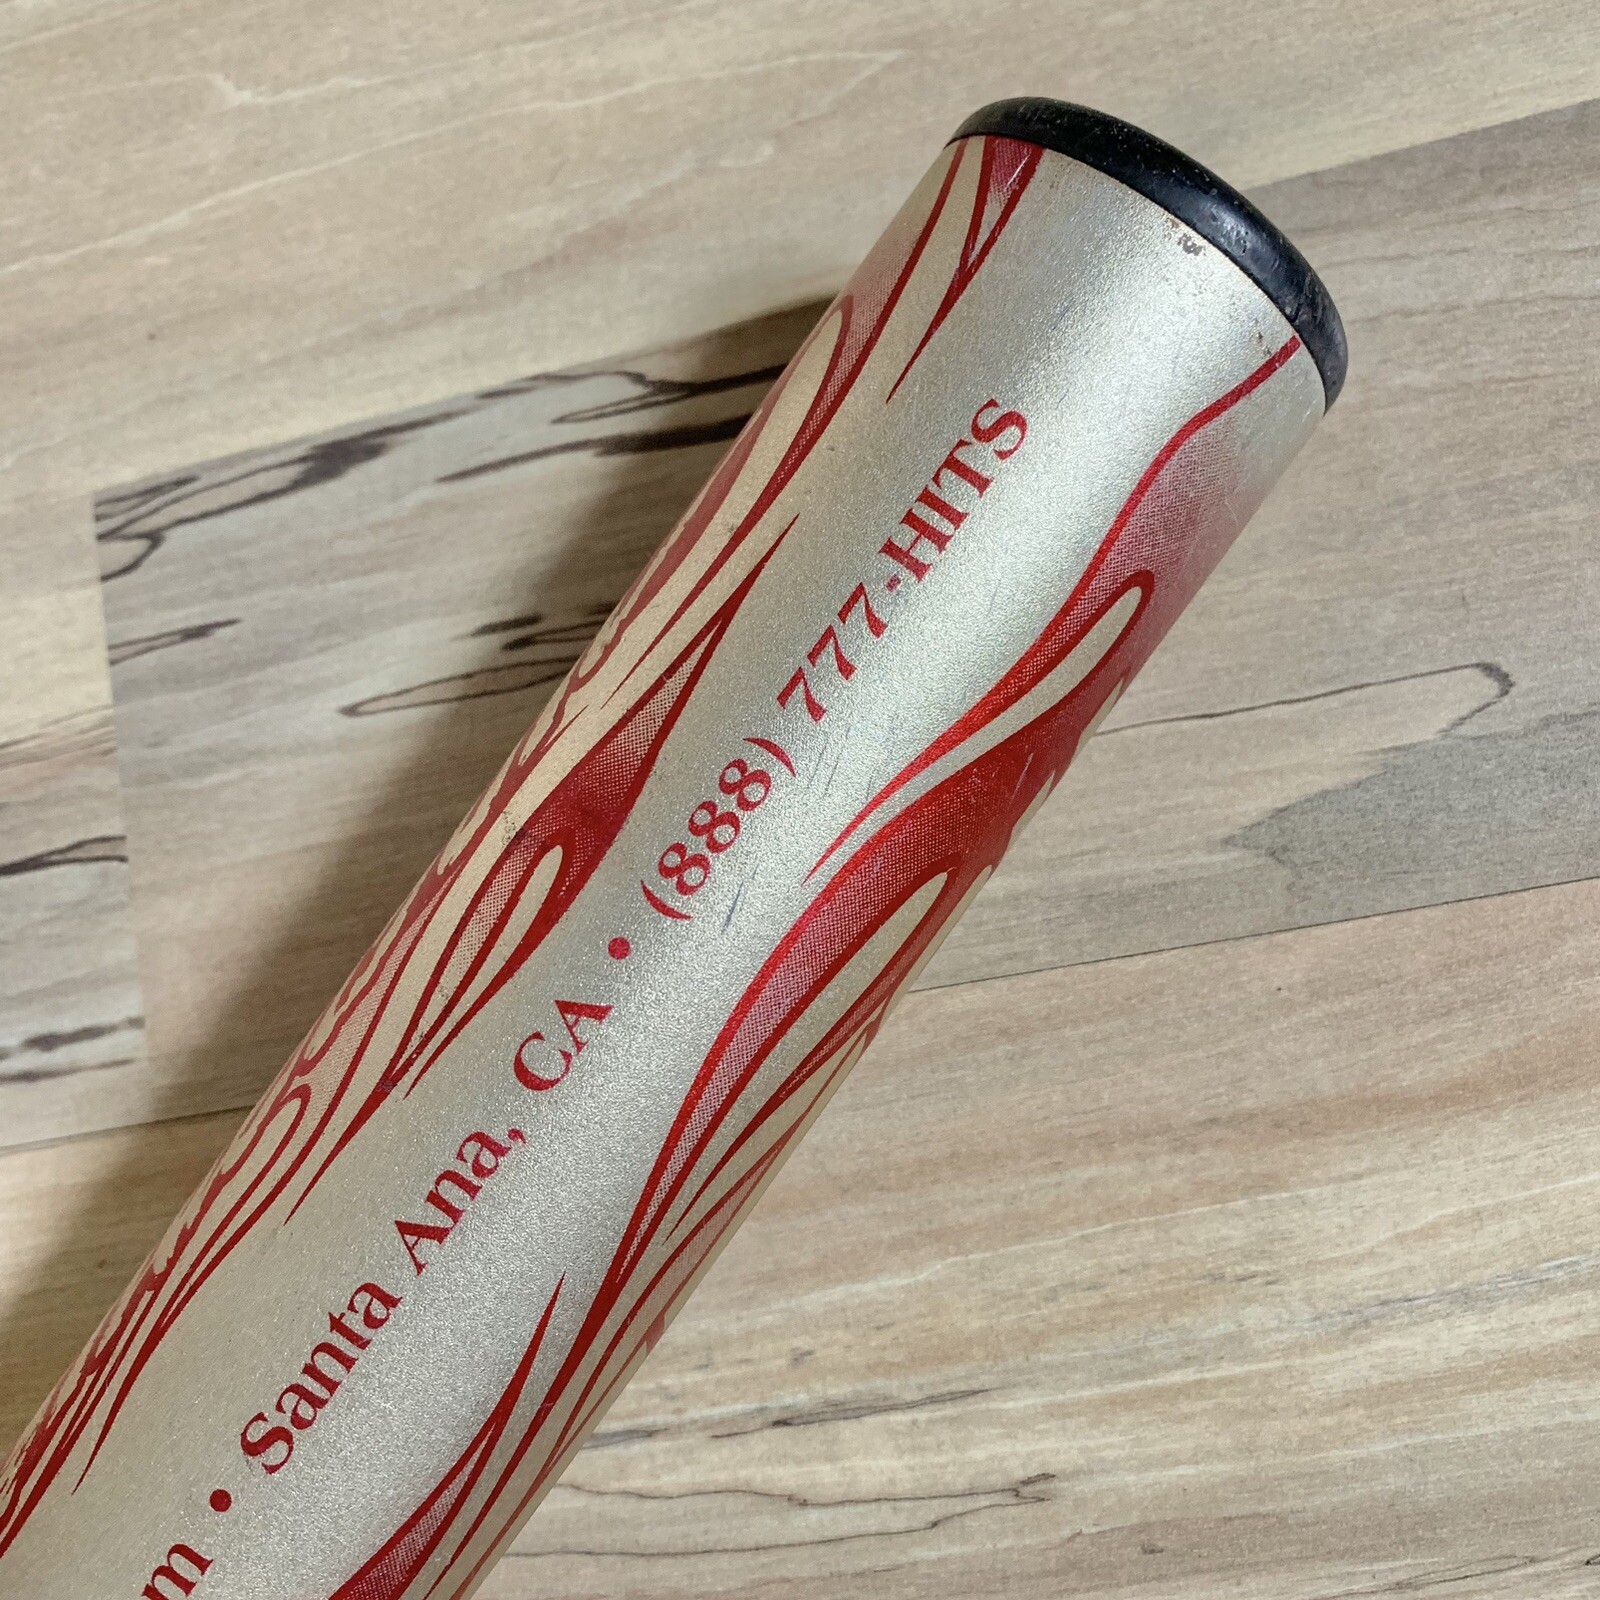 m • Santa Ana, CA • (888) 777-HITS